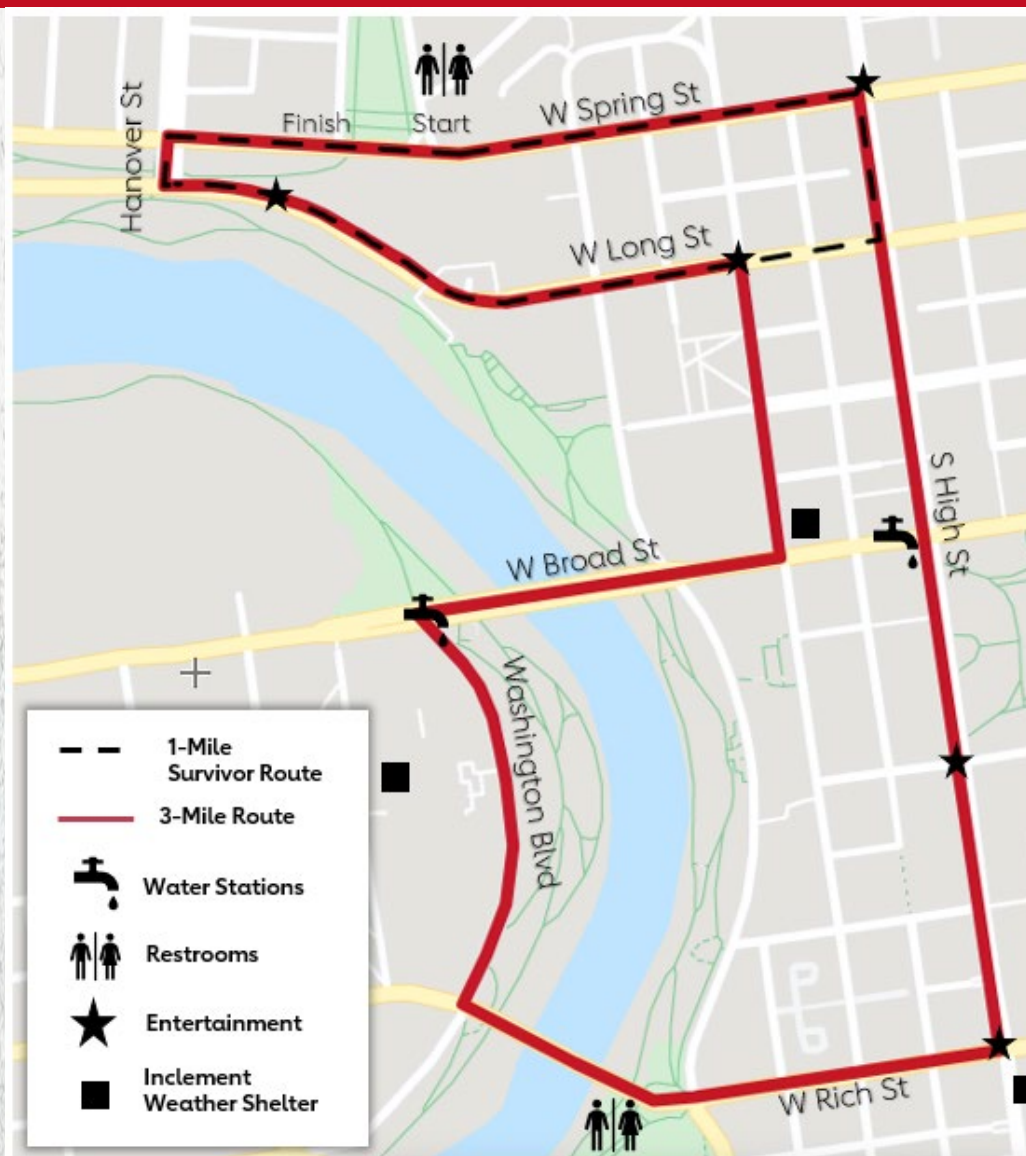 Hanover St
Finish
Start
W Spring St
W Long St
S High St
W Broad St
Washington Blvd
W Rich St
1-Mile
Survivor Route
3-Mile Route
Water Stations
Restrooms
Entertainment
Inclement
Weather Shelter